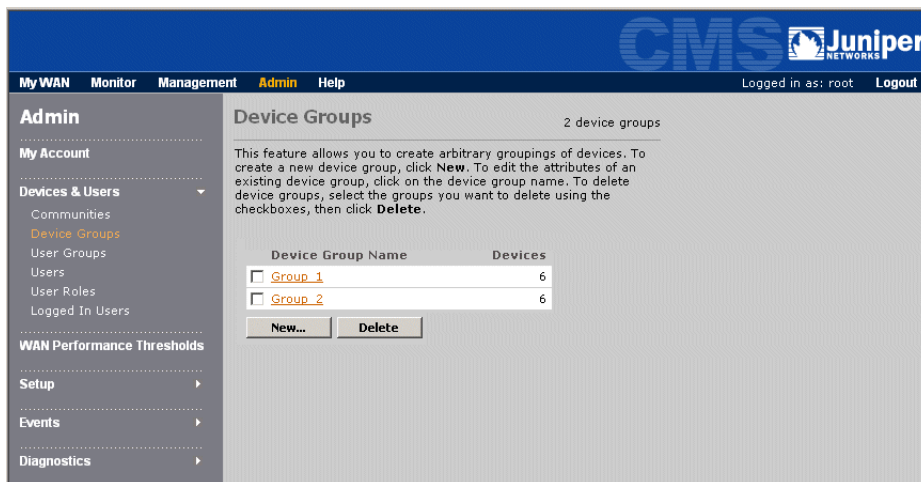 CMS
Juniper
NETWORKS
My WAN Monitor Management Admin Help Logged in as: root Logout
Admin
My Account
Devices & Users
Communities
Device Groups
User Groups
Users
User Roles
Logged In Users
WAN Performance Thresholds
Setup
Events
Diagnostics
Device Groups 2 device groups
This feature allows you to create arbitrary groupings of devices. To
create a new device group, click New. To edit the attributes of an
existing device group, click on the device group name. To delete
device groups, select the groups you want to delete using the
checkboxes, then click Delete.
Device Group Name Devices
Group 1 6
Group 2 6
New... Delete